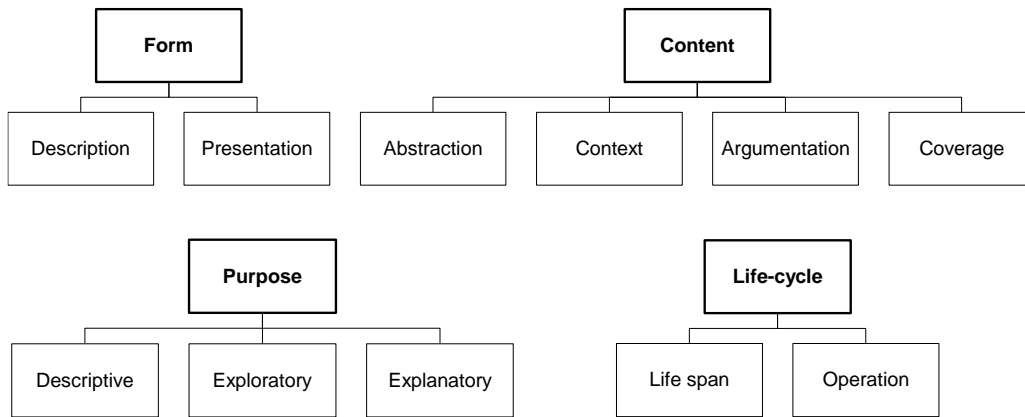 Form
Content
Description
Presentation
Abstraction
Context
Argumentation
Coverage
Purpose
Life-cycle
Descriptive
Exploratory
Explanatory
Life span
Operation